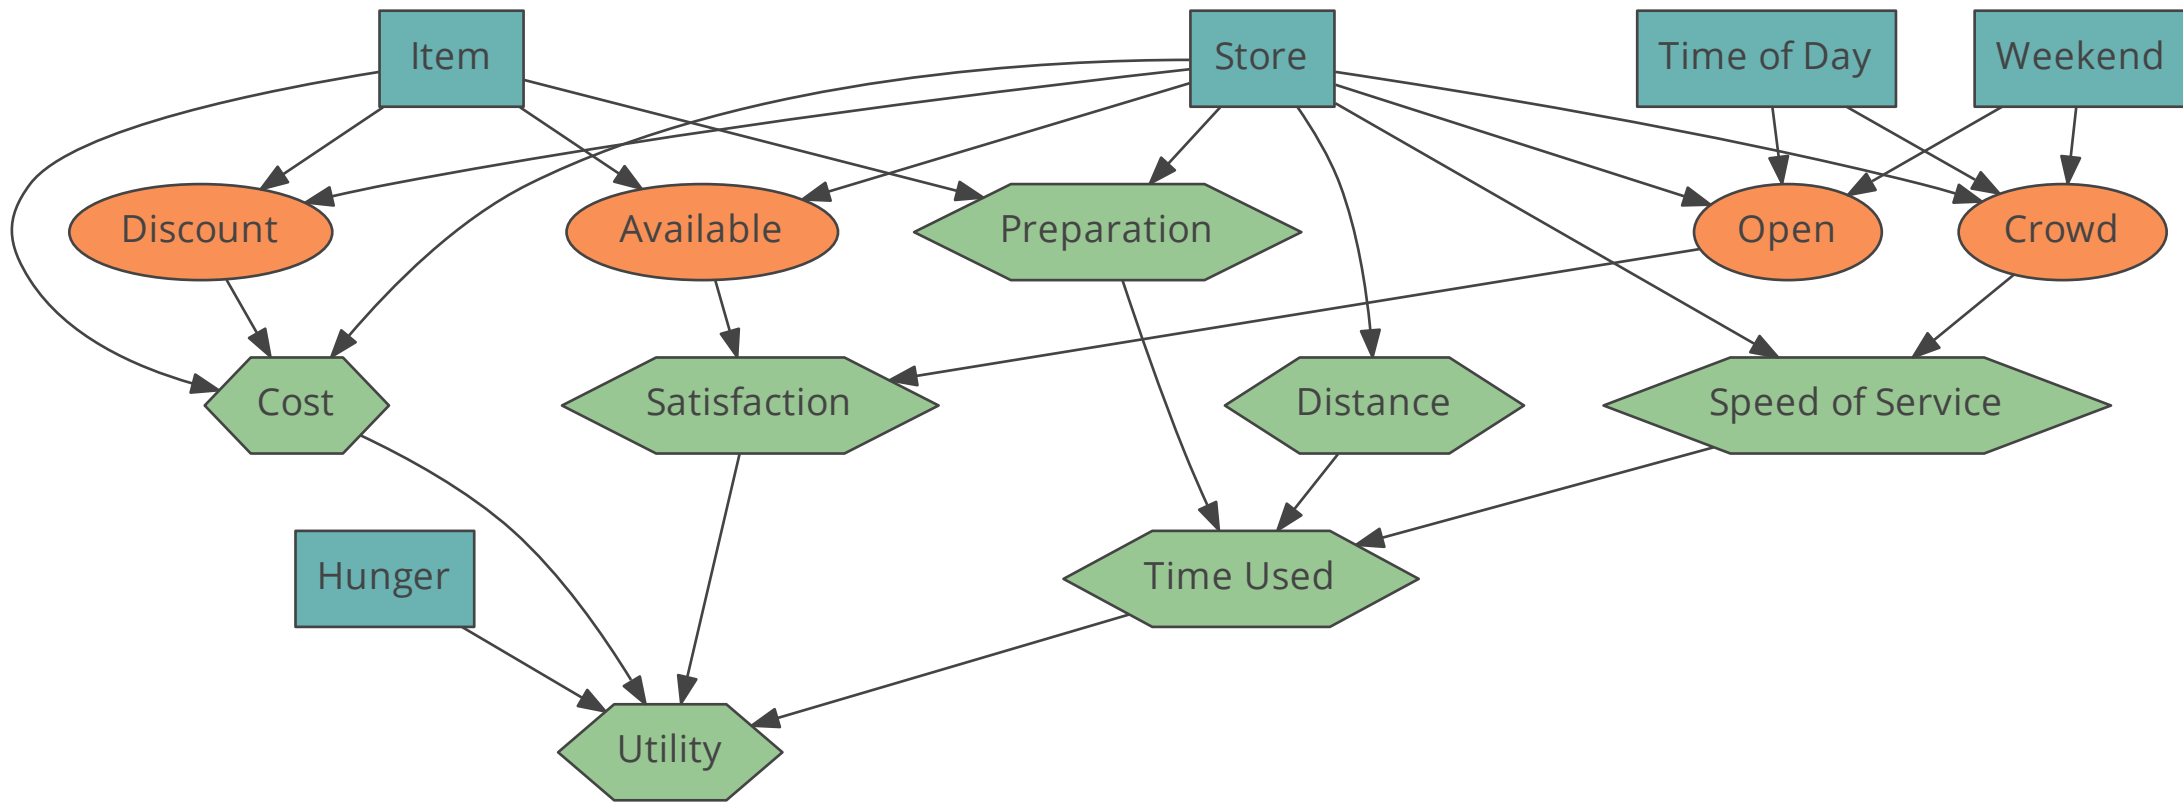 Item
Store
Time of Day
Weekend
Discount
Available
Preparation
Open
Crowd
Cost
Satisfaction
Distance
Speed of Service
Hunger
Time Used
Utility